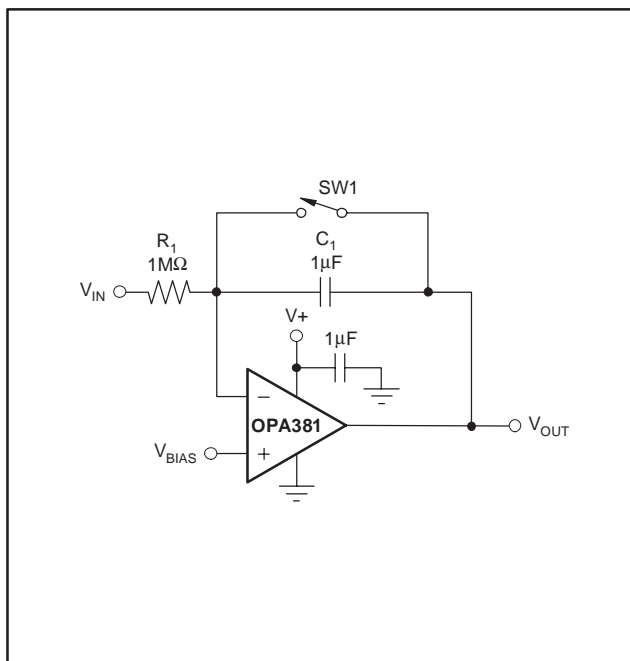 SW1
R1
1MΩ
C1
1µF
VIN
V+
1µF
−
OPA381
VBIAS
+
VOUT